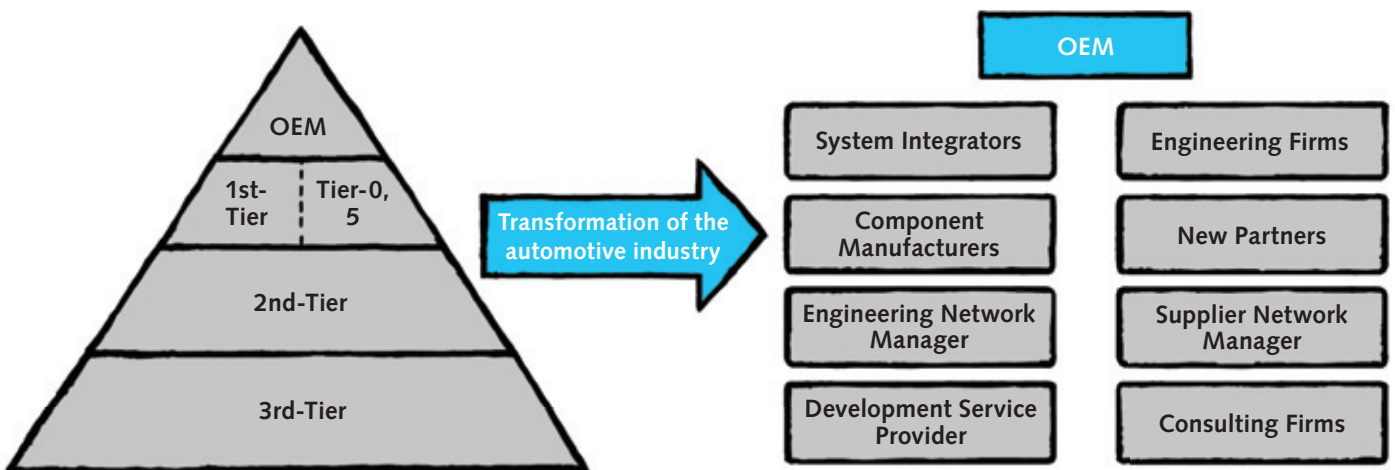 OEM
1st-
Tier
Tier-0,
5
2nd-Tier
3rd-Tier
Transformation of the
automotive industry
OEM
System Integrators
Engineering Firms
Component
Manufacturers
New Partners
Engineering Network
Manager
Supplier Network
Manager
Development Service
Provider
Consulting Firms